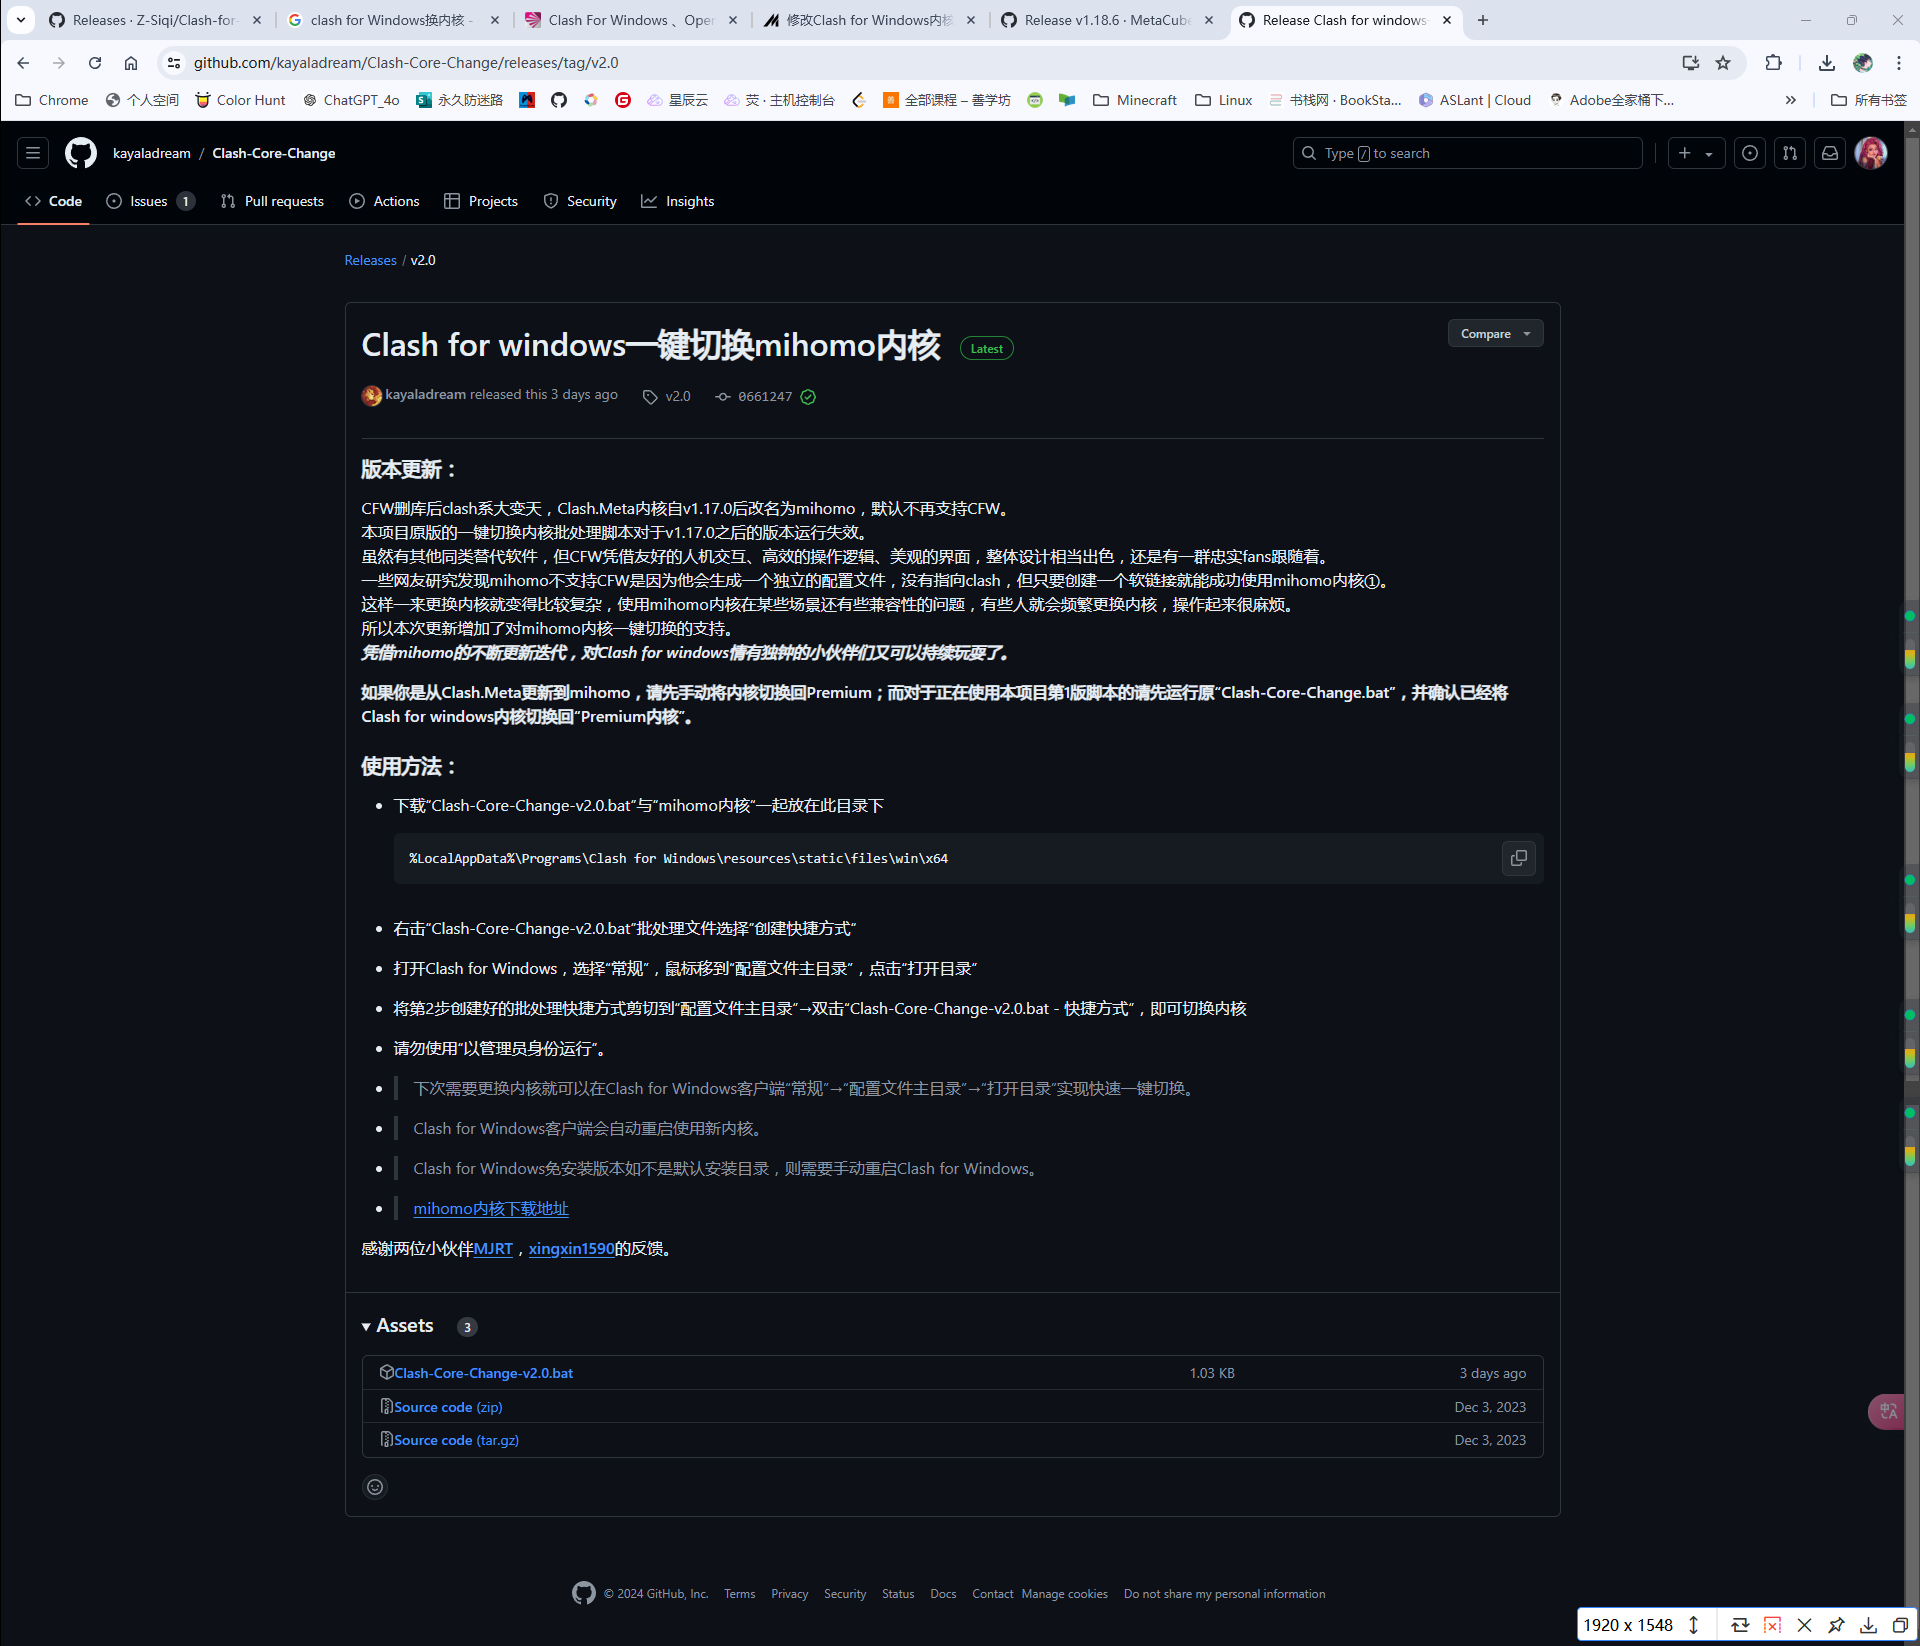 Releases · Z-Siqi/Clash-for-
clash for Windows换内核 -
Clash For Windows 、Oper
修改Clash for Windows内核
Release v1.18.6 · MetaCube
Release Clash for windows-
github.com/kayaladream/Clash-Core-Change/releases/tag/v2.0
Chrome
个人空间
Color Hunt
ChatGPT_4o
永久防迷路
星辰云
荧 · 主机控制台
全部课程 – 善学坊
Minecraft
Linux
书栈网 · BookSta...
ASLant | Cloud
Adobe全家桶下...
所有书签
kayaladream / Clash-Core-Change
Type / to search
Code
Issues 1
Pull requests
Actions
Projects
Security
Insights
Releases / v2.0
Clash for windows一键切换mihomo内核
Latest
Compare
kayaladream released this 3 days ago
v2.0
0661247
版本更新：
CFW删库后clash系大变天，Clash.Meta内核自v1.17.0后改名为mihomo，默认不再支持CFW。
本项目原版的一键切换内核批处理脚本对于v1.17.0之后的版本运行失效。
虽然有其他同类替代软件，但CFW凭借友好的人机交互、高效的操作逻辑、美观的界面，整体设计相当出色，还是有一群忠实fans跟随着。
一些网友研究发现mihomo不支持CFW是因为他会生成一个独立的配置文件，没有指向clash，但只要创建一个软链接就能成功使用mihomo内核①。
这样一来更换内核就变得比较复杂，使用mihomo内核在某些场景还有些兼容性的问题，有些人就会频繁更换内核，操作起来很麻烦。
所以本次更新增加了对mihomo内核一键切换的支持。
凭借mihomo的不断更新迭代，对Clash for windows情有独钟的小伙伴们又可以持续玩耍了。
如果你是从Clash.Meta更新到mihomo，请先手动将内核切换回Premium；而对于正在使用本项目第1版脚本的请先运行原“Clash-Core-Change.bat”，并确认已经将
Clash for windows内核切换回“Premium内核”。
使用方法：
下载“Clash-Core-Change-v2.0.bat“与“mihomo内核“一起放在此目录下
%LocalAppData%\Programs\Clash for Windows\resources\static\files\win\x64
右击“Clash-Core-Change-v2.0.bat”批处理文件选择“创建快捷方式”
打开Clash for Windows，选择“常规”，鼠标移到“配置文件主目录”，点击“打开目录”
将第2步创建好的批处理快捷方式剪切到“配置文件主目录”→双击“Clash-Core-Change-v2.0.bat - 快捷方式”，即可切换内核
请勿使用“以管理员身份运行”。
下次需要更换内核就可以在Clash for Windows客户端“常规”→“配置文件主目录”→“打开目录”实现快速一键切换。
Clash for Windows客户端会自动重启使用新内核。
Clash for Windows免安装版本如不是默认安装目录，则需要手动重启Clash for Windows。
mihomo内核下载地址
感谢两位小伙伴MJRT，xingxin1590的反馈。
Assets 3
Clash-Core-Change-v2.0.bat 1.03 KB 3 days ago
Source code (zip) Dec 3, 2023
Source code (tar.gz) Dec 3, 2023
© 2024 GitHub, Inc. Terms Privacy Security Status Docs Contact Manage cookies Do not share my personal information
1920 x 1548